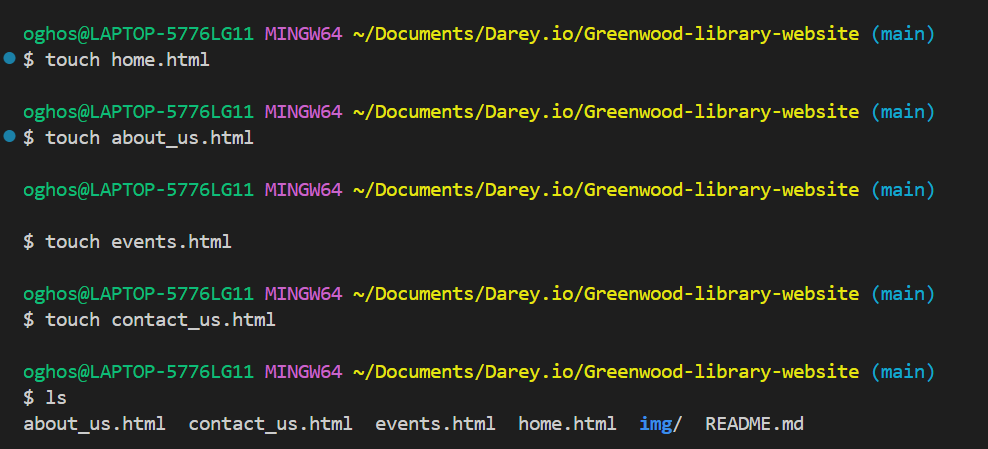 oghos@LAPTOP-5776LG11 MINGW64 ~/Documents/Darey.io/Greenwood-library-website (main)
$ touch home.html
oghos@LAPTOP-5776LG11 MINGW64 ~/Documents/Darey.io/Greenwood-library-website (main)
$ touch about_us.html
oghos@LAPTOP-5776LG11 MINGW64 ~/Documents/Darey.io/Greenwood-library-website (main)
$ touch events.html
oghos@LAPTOP-5776LG11 MINGW64 ~/Documents/Darey.io/Greenwood-library-website (main)
$ touch contact_us.html
oghos@LAPTOP-5776LG11 MINGW64 ~/Documents/Darey.io/Greenwood-library-website (main)
$ ls
about_us.html  contact_us.html  events.html  home.html  img/  README.md